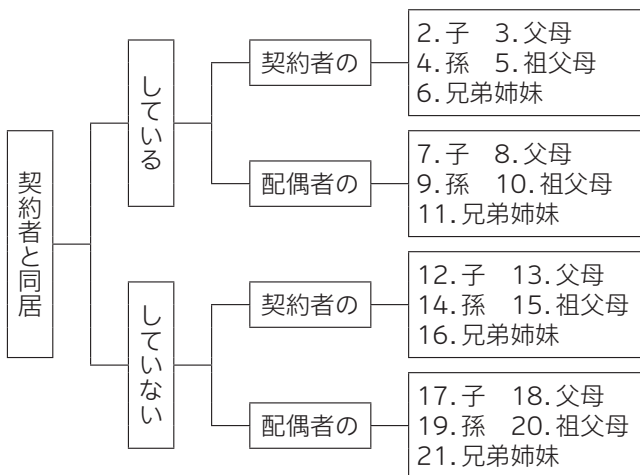 契約者と同居
している
契約者の
2.子 3.父母
4.孫 5.祖父母
6.兄弟姉妹
配偶者の
7.子 8.父母
9.孫 10.祖父母
11.兄弟姉妹
していない
契約者の
12.子 13.父母
14.孫 15.祖父母
16.兄弟姉妹
配偶者の
17.子 18.父母
19.孫 20.祖父母
21.兄弟姉妹